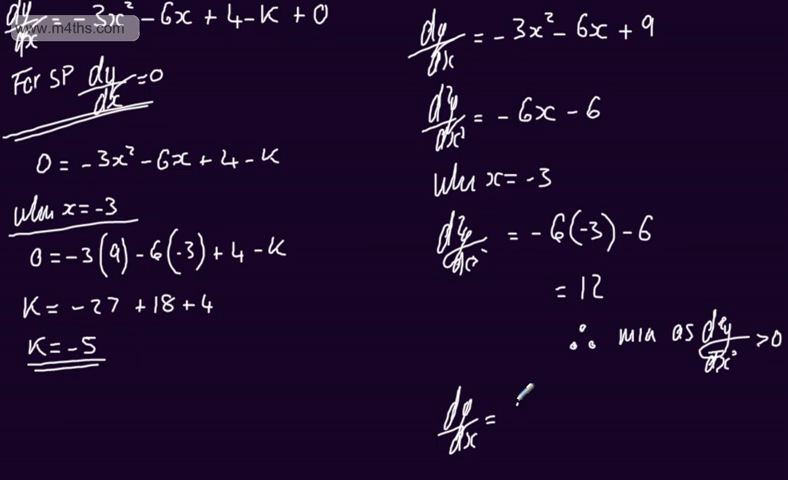 dy/dx = -3x² - 6x + 4 - K + 0
www.m4ths.com
For SP dy/dx = 0
0 = -3x² - 6x + 4 - K
when x = -3
0 = -3(9) - 6(-3) + 4 - K
K = -27 + 18 + 4
K = -5
dy/dx = -3x² - 6x + 9
d²y/dx² = -6x - 6
when x = -3
d²y/dx² = -6(-3) - 6
= 12
∴ min as d²y/dx² > 0
dy/dx =